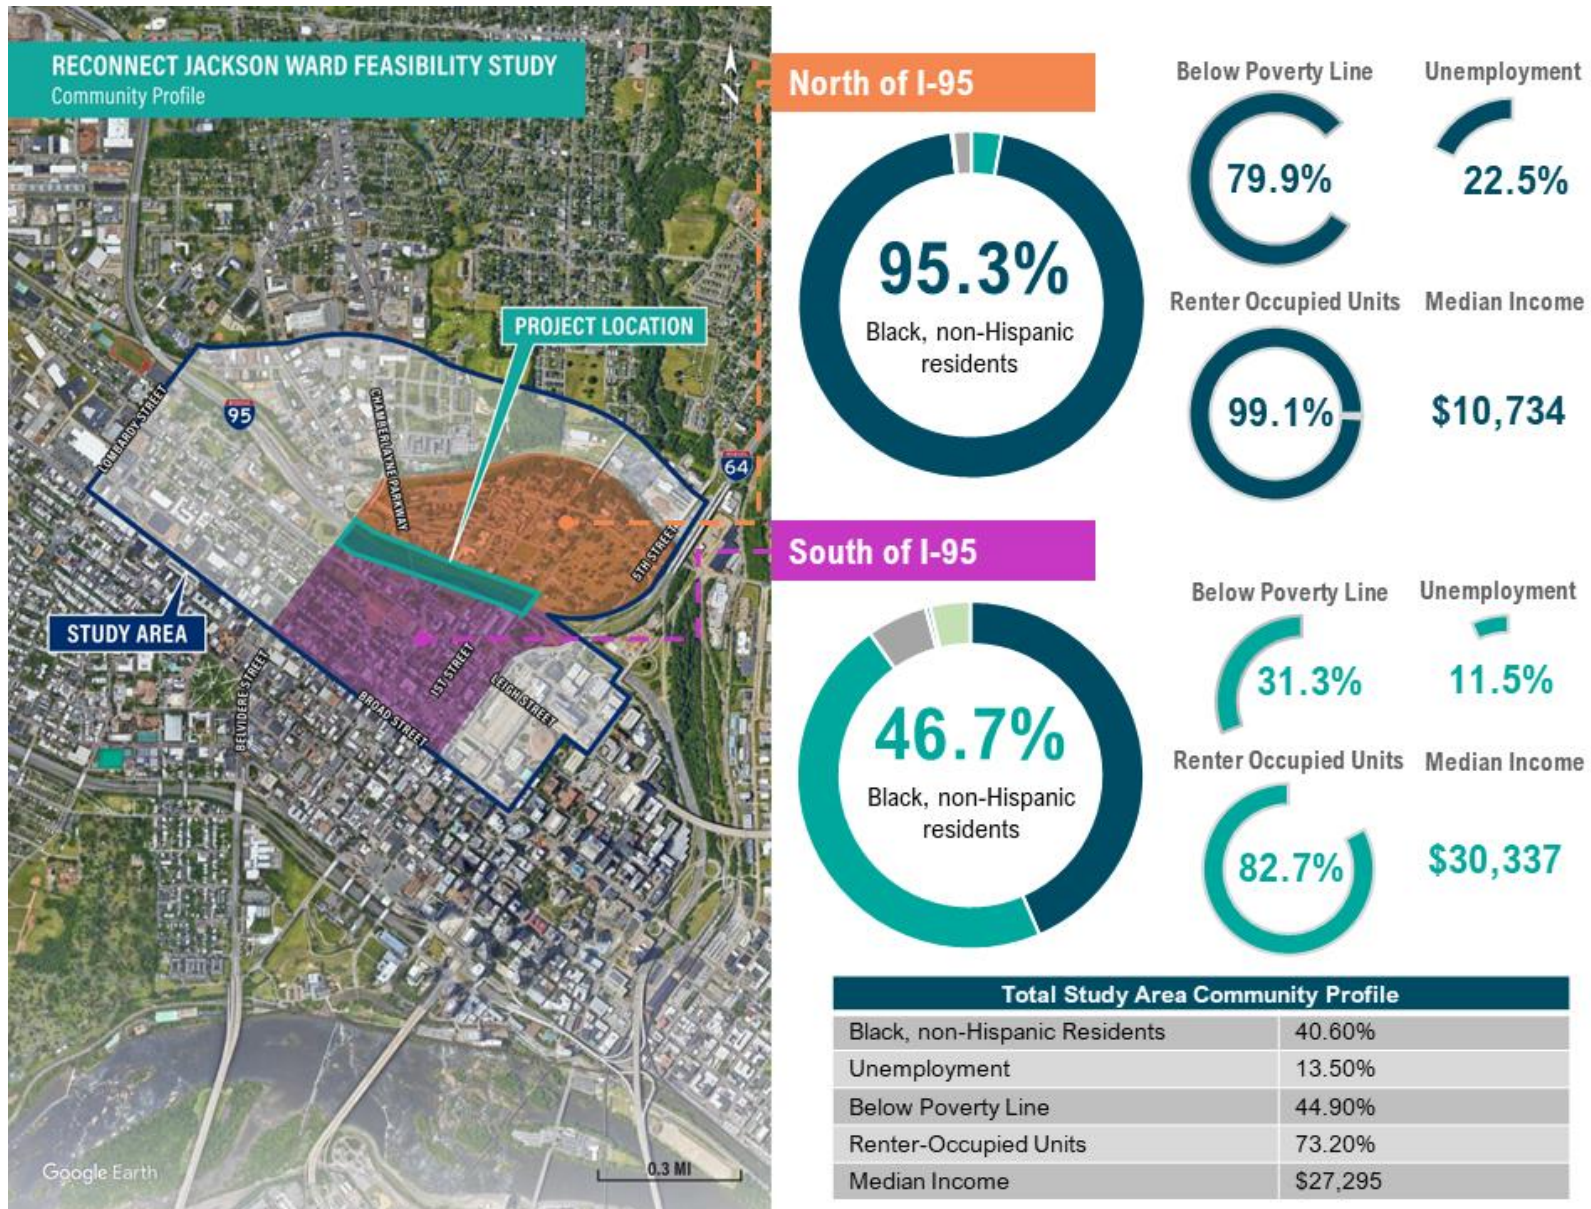 RECONNECT JACKSON WARD FEASIBILITY STUDY
Community Profile
N
PROJECT LOCATION
LOMBARDY STREET
95
CHAMBERLAYNE PARKWAY
64
5TH STREET
STUDY AREA
BELVIDERE STREET
BROAD STREET
1ST STREET
LEIGH STREET
Google Earth
0.3 MI
North of I-95
95.3%
Black, non-Hispanic
residents
Below Poverty Line
79.9%
Unemployment
22.5%
Renter Occupied Units
99.1%
Median Income
$10,734
South of I-95
46.7%
Black, non-Hispanic
residents
Below Poverty Line
31.3%
Unemployment
11.5%
Renter Occupied Units
82.7%
Median Income
$30,337
Total Study Area Community Profile
Black, non-Hispanic Residents 40.60%
Unemployment 13.50%
Below Poverty Line 44.90%
Renter-Occupied Units 73.20%
Median Income $27,295